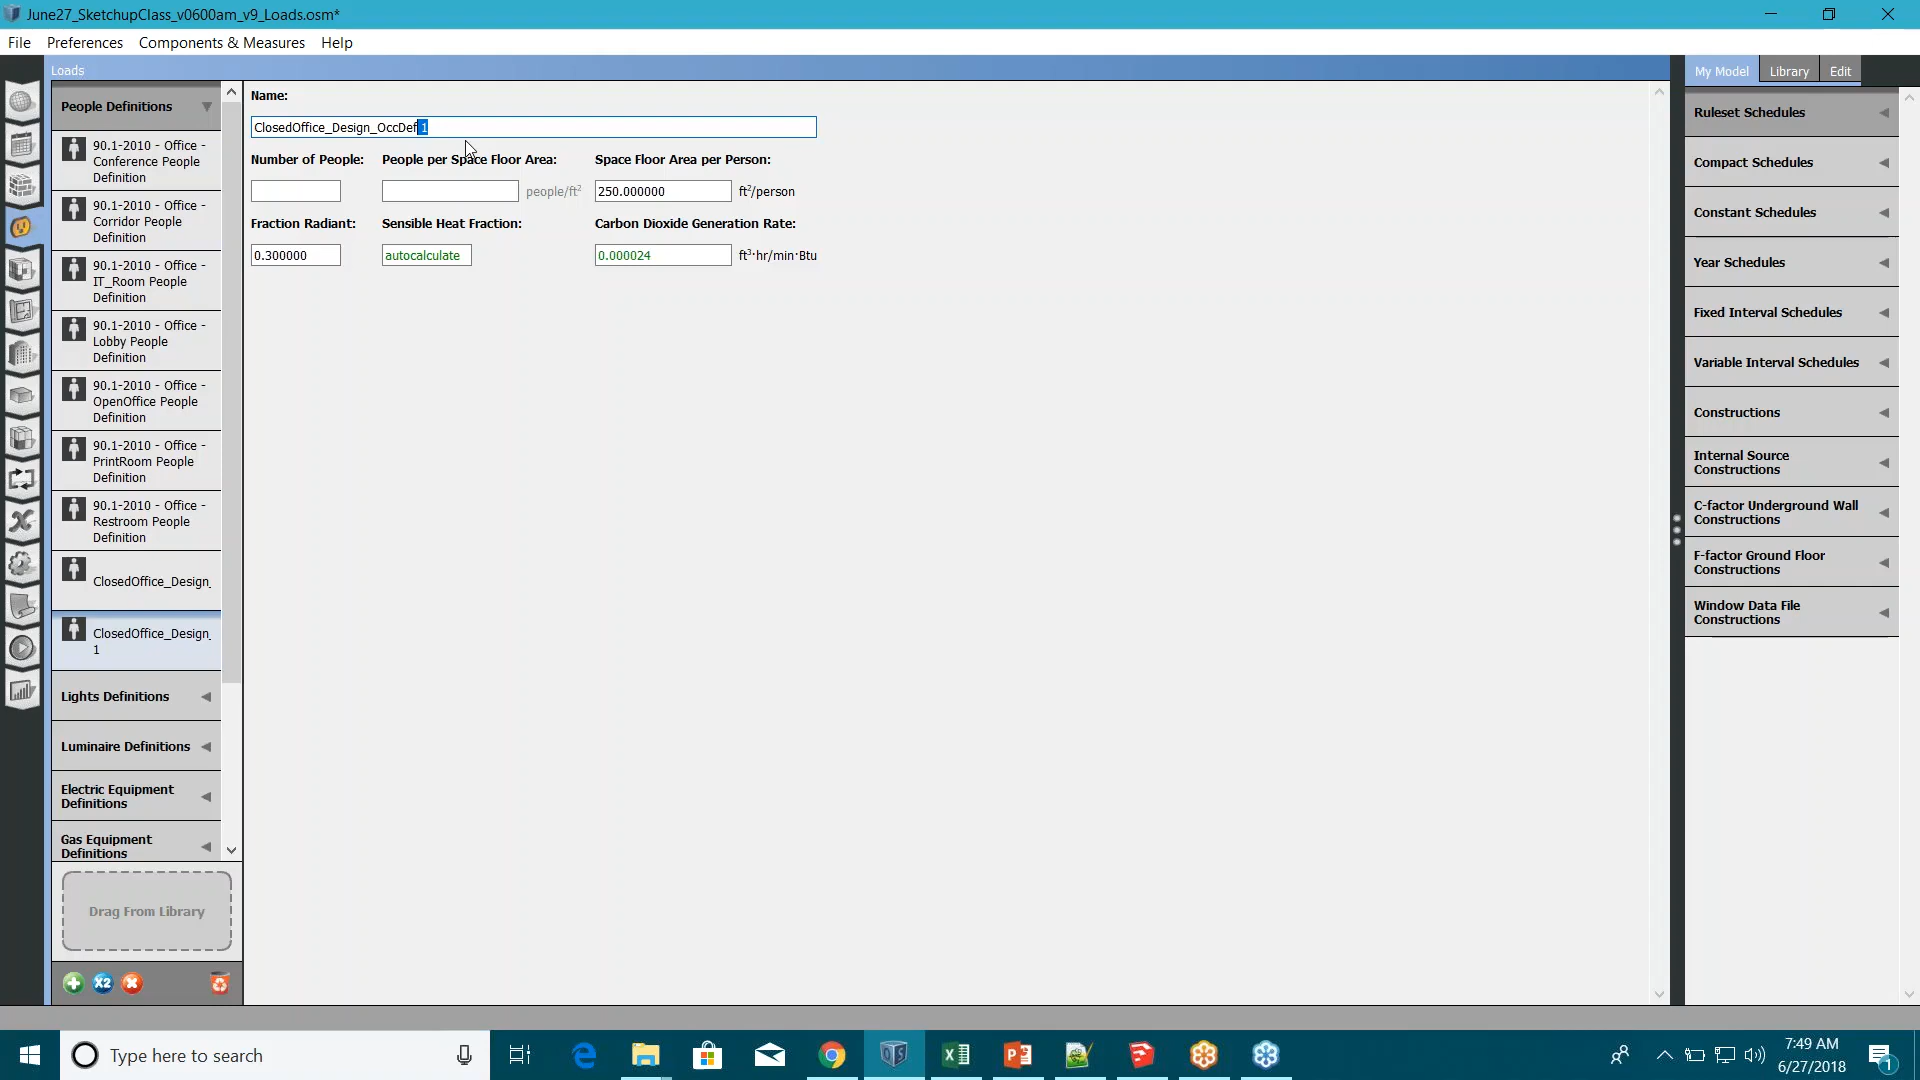 June27_SketchupClass_v0600am_v9_Loads.osm*
File Preferences Components & Measures Help
Loads
My Model Library Edit
People Definitions
90.1-2010 - Office -
Conference People
Definition
90.1-2010 - Office -
Corridor People
Definition
90.1-2010 - Office -
IT_Room People
Definition
90.1-2010 - Office -
Lobby People
Definition
90.1-2010 - Office -
OpenOffice People
Definition
90.1-2010 - Office -
PrintRoom People
Definition
90.1-2010 - Office -
Restroom People
Definition
ClosedOffice_Design_
ClosedOffice_Design_
1
Lights Definitions
Luminaire Definitions
Electric Equipment
Definitions
Gas Equipment
Definitions
Drag From Library
X2
Name:
ClosedOffice_Design_OccDef 1
Number of People: People per Space Floor Area: Space Floor Area per Person:
people/ft² 250.000000 ft²/person
Fraction Radiant: Sensible Heat Fraction: Carbon Dioxide Generation Rate:
0.300000 autocalculate 0.000024 ft³·hr/min·Btu
Ruleset Schedules
Compact Schedules
Constant Schedules
Year Schedules
Fixed Interval Schedules
Variable Interval Schedules
Constructions
Internal Source
Constructions
C-factor Underground Wall
Constructions
F-factor Ground Floor
Constructions
Window Data File
Constructions
Type here to search
7:49 AM
6/27/2018
1